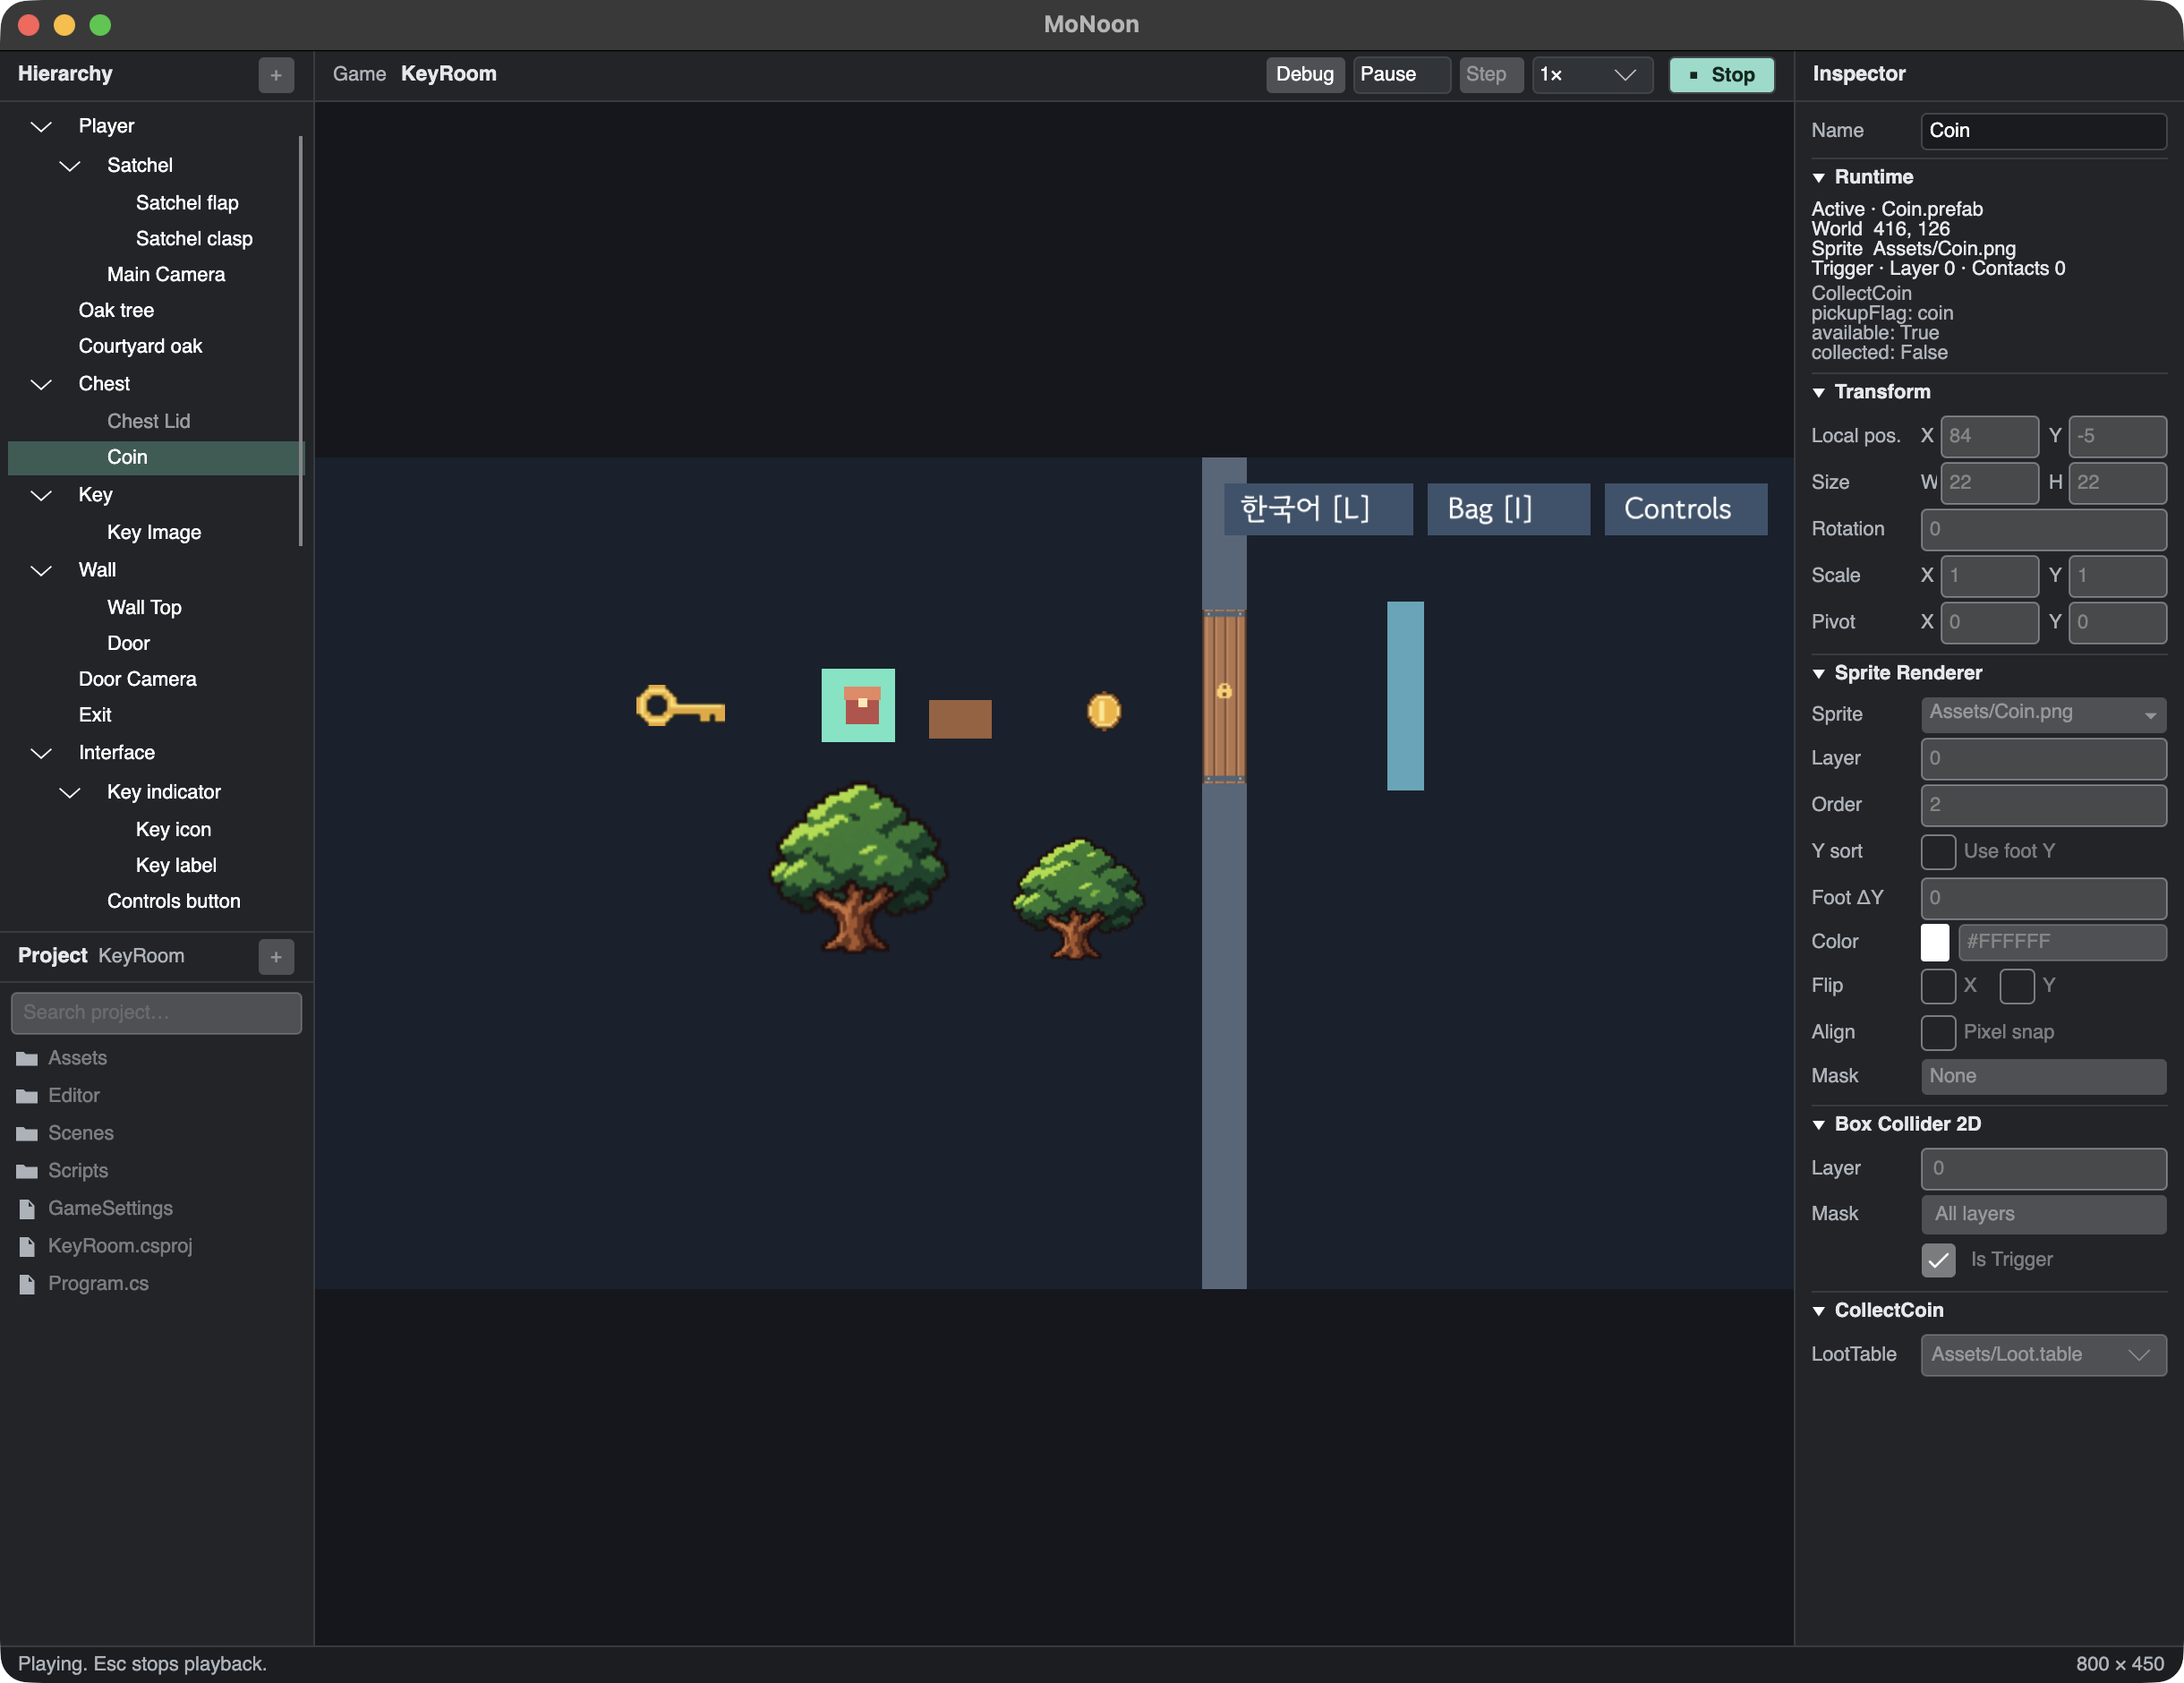 MoNoon
Hierarchy +
Game KeyRoom Debug Pause Step 1× Stop
Inspector
Player
Satchel
Satchel flap
Satchel clasp
Main Camera
Oak tree
Courtyard oak
Chest
Chest Lid
Coin
Key
Key Image
Wall
Wall Top
Door
Door Camera
Exit
Interface
Key indicator
Key icon
Key label
Controls button
Project KeyRoom +
Search project...
Assets
Editor
Scenes
Scripts
GameSettings
KeyRoom.csproj
Program.cs
한국어 [L] Bag [I] Controls
Name Coin
Runtime
Active · Coin.prefab
World 416, 126
Sprite Assets/Coin.png
Trigger · Layer 0 · Contacts 0
CollectCoin
pickupFlag: coin
available: True
collected: False
Transform
Local pos. X 84 Y -5
Size W 22 H 22
Rotation 0
Scale X 1 Y 1
Pivot X 0 Y 0
Sprite Renderer
Sprite Assets/Coin.png
Layer 0
Order 2
Y sort Use foot Y
Foot ΔY 0
Color #FFFFFF
Flip X Y
Align Pixel snap
Mask None
Box Collider 2D
Layer 0
Mask All layers
Is Trigger
CollectCoin
LootTable Assets/Loot.table
Playing. Esc stops playback.
800 × 450